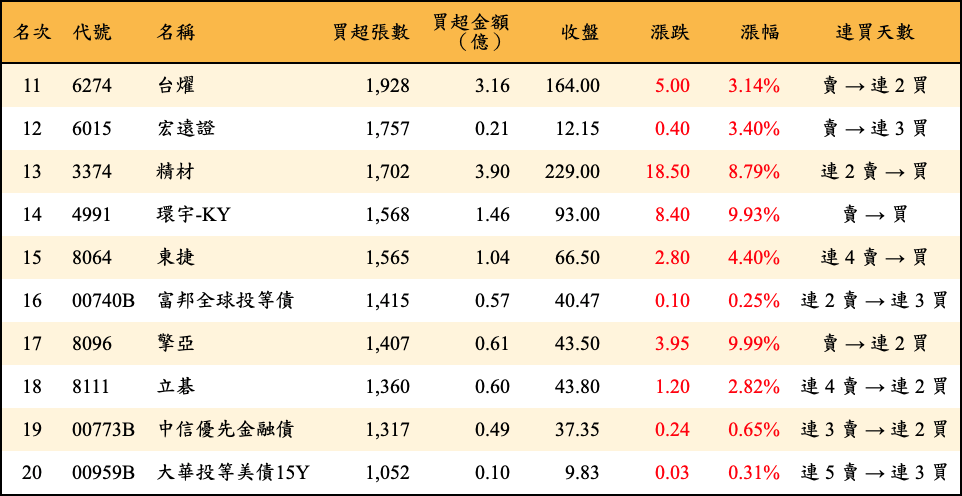 名次 代號 名稱 買超張數 買超金額（億） 收盤 漲跌 漲幅 連買天數
11 6274 台燿 1,928 3.16 164.00 5.00 3.14% 賣 → 連 2 買
12 6015 宏遠證 1,757 0.21 12.15 0.40 3.40% 賣 → 連 3 買
13 3374 精材 1,702 3.90 229.00 18.50 8.79% 連 2 賣 → 買
14 4991 環宇-KY 1,568 1.46 93.00 8.40 9.93% 賣 → 買
15 8064 東捷 1,565 1.04 66.50 2.80 4.40% 連 4 賣 → 買
16 00740B 富邦全球投等債 1,415 0.57 40.47 0.10 0.25% 連 2 賣 → 連 3 買
17 8096 擎亞 1,407 0.61 43.50 3.95 9.99% 賣 → 連 2 買
18 8111 立碁 1,360 0.60 43.80 1.20 2.82% 連 4 賣 → 連 2 買
19 00773B 中信優先金融債 1,317 0.49 37.35 0.24 0.65% 連 3 賣 → 連 2 買
20 00959B 大華投等美債15Y 1,052 0.10 9.83 0.03 0.31% 連 5 賣 → 連 3 買